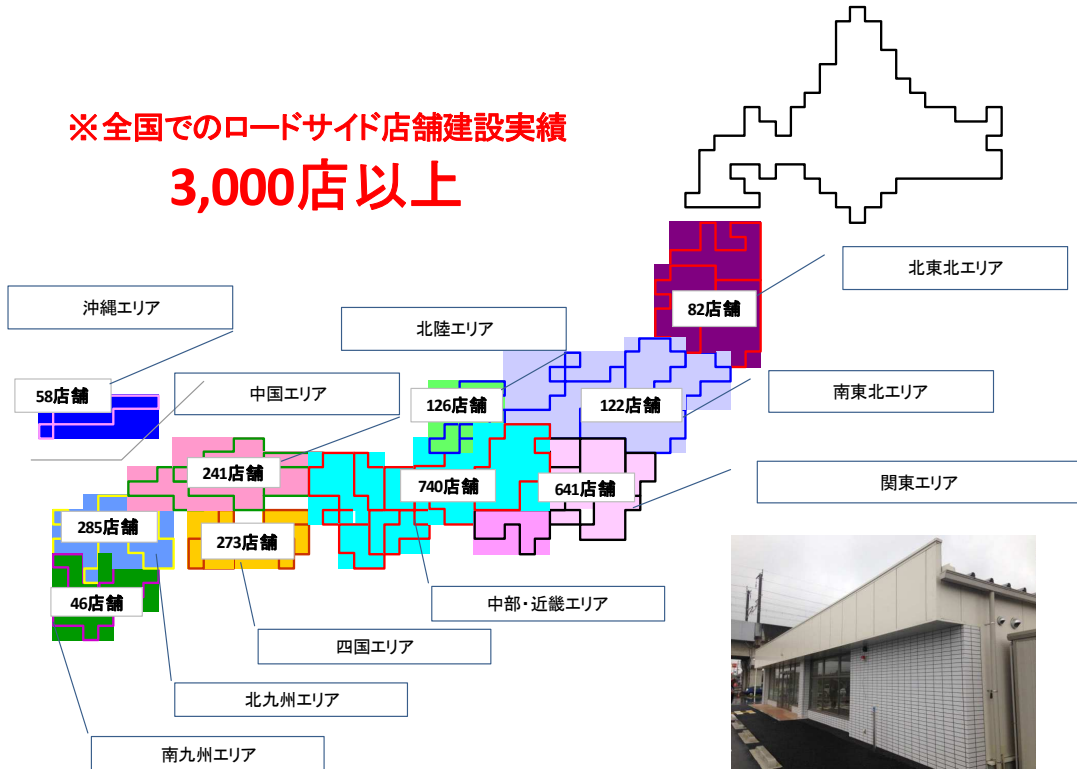 ※全国でのロードサイド店舗建設実績
3,000店以上
北東北エリア
沖縄エリア
82店舗
北陸エリア
58店舗
中国エリア
126店舗
122店舗
南東北エリア
241店舗
740店舗
641店舗
関東エリア
285店舗
273店舗
46店舗
中部・近畿エリア
四国エリア
北九州エリア
南九州エリア